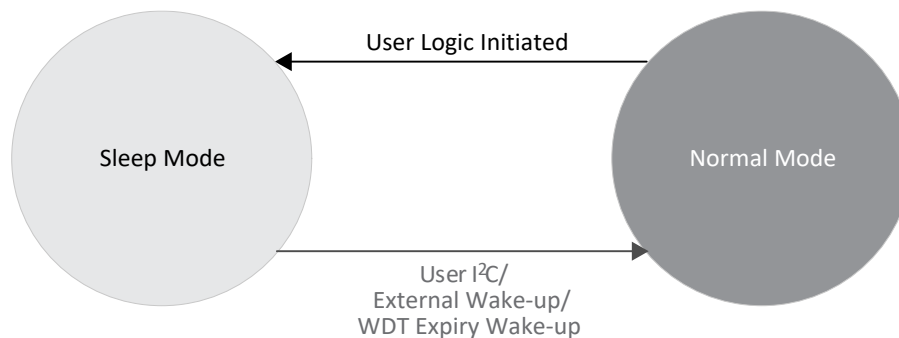 User Logic Initiated
Sleep Mode
Normal Mode
User I²C/
External Wake-up/
WDT Expiry Wake-up